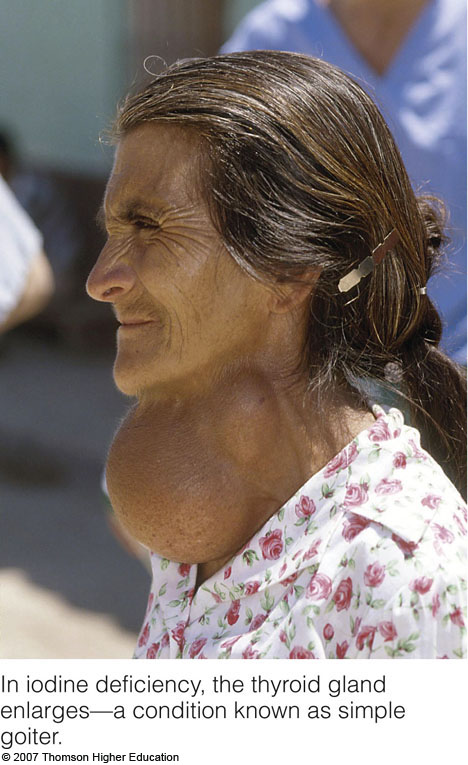 In iodine deficiency, the thyroid gland
enlarges—a condition known as simple
goiter.
© 2007 Thomson Higher Education